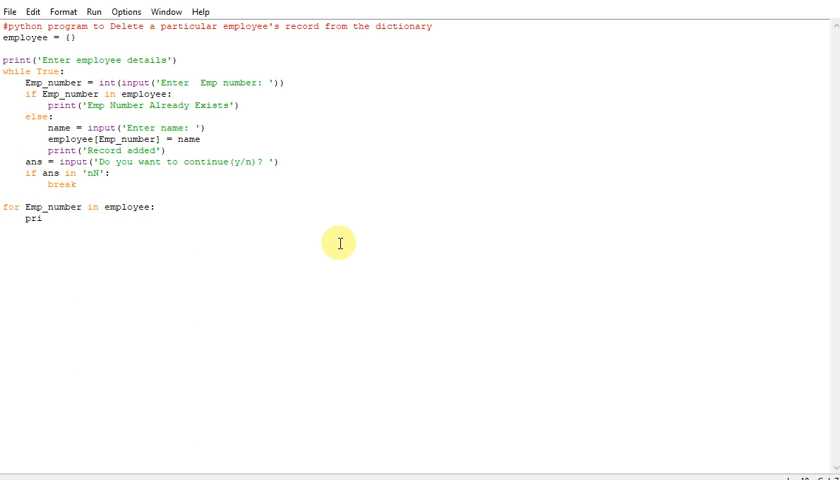 File Edit Format Run Options Window Help
#python program to Delete a particular employee's record from the dictionary
employee = {}
print('Enter employee details')
while True:
    Emp_number = int(input('Enter  Emp number: '))
    if Emp_number in employee:
        print('Emp Number Already Exists')
    else:
        name = input('Enter name: ')
        employee[Emp_number] = name
        print('Record added')
    ans = input('Do you want to continue(y/n)? ')
    if ans in 'nN':
        break
for Emp_number in employee:
    pri